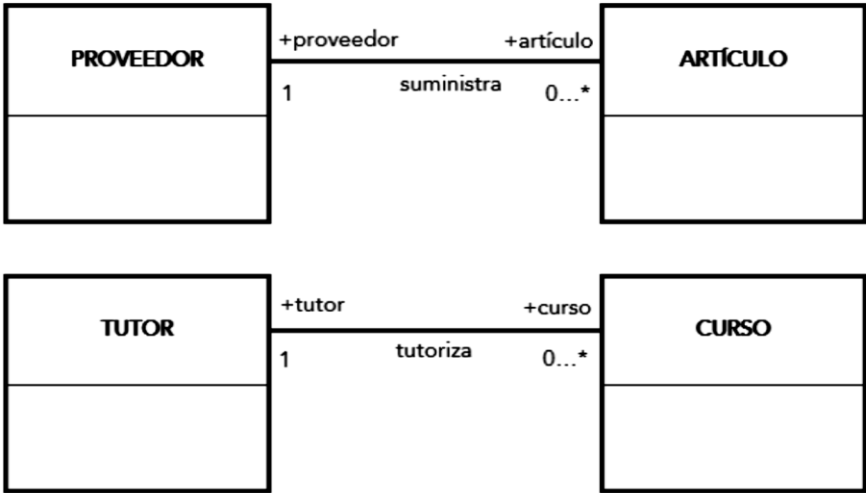 PROVEEDOR
+proveedor
+artículo
suministra
1
0...*
ARTÍCULO
TUTOR
+tutor
+curso
tutoriza
1
0...*
CURSO